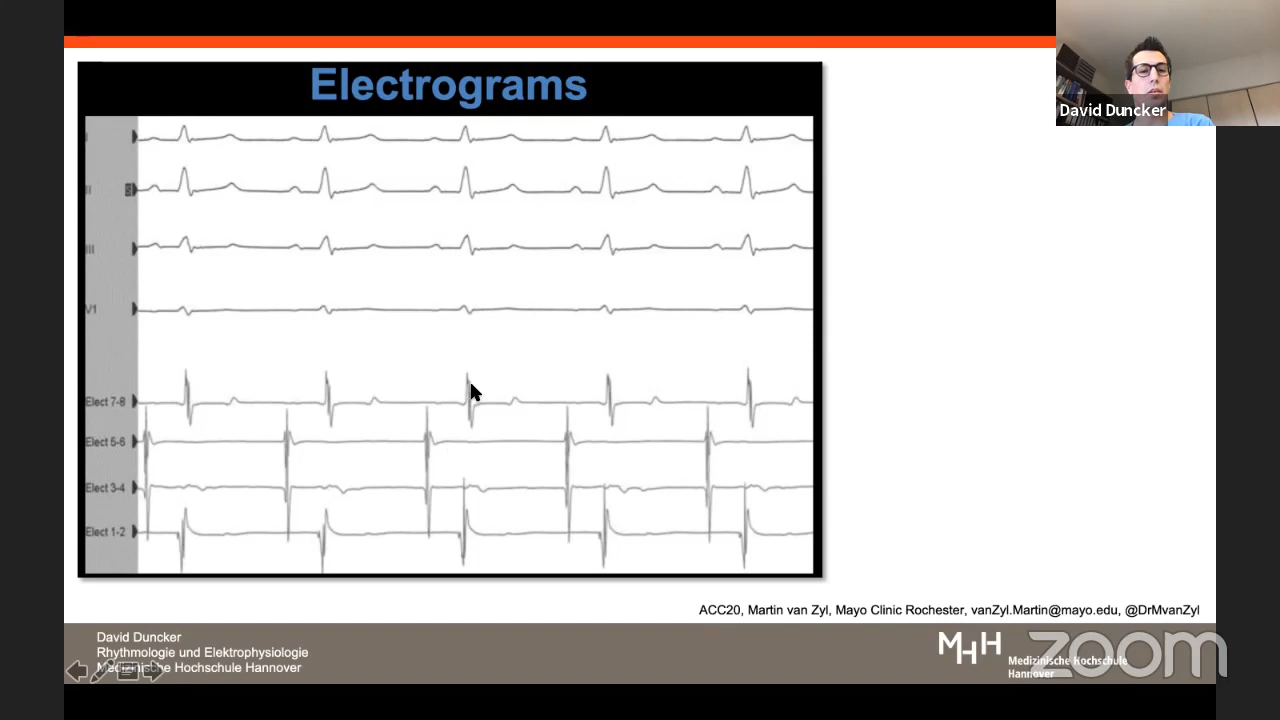 Electrograms
David Duncker
I
II
III
V1
Elect 7-8
Elect 5-6
Elect 3-4
Elect 1-2
ACC20, Martin van Zyl, Mayo Clinic Rochester, vanZyl.Martin@mayo.edu, @DrMvanZyl
David Duncker
Rhythmologie und Elektrophysiologie
Medizinische Hochschule Hannover
MHH
Medizinische Hochschule
Hannover
zoom